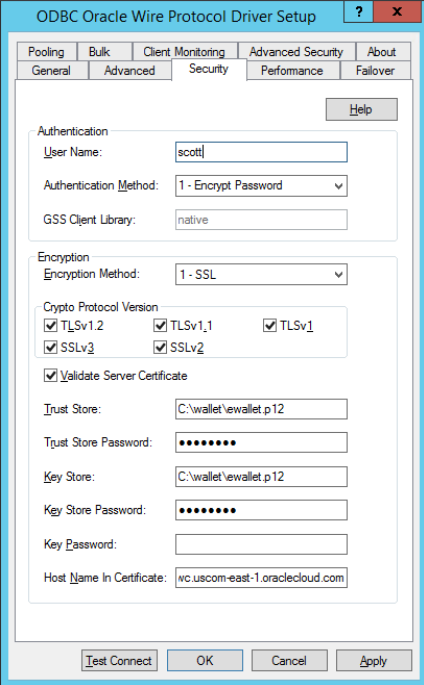 ODBC Oracle Wire Protocol Driver Setup ? x
Pooling Bulk Client Monitoring Advanced Security About
General Advanced Security Performance Failover
Help
Authentication
User Name: scott
Authentication Method: 1 - Encrypt Password
GSS Client Library: native
Encryption
Encryption Method: 1 - SSL
Crypto Protocol Version
TLSv1.2 TLSv1.1 TLSv1
SSLv3 SSLv2
Validate Server Certificate
Trust Store: C:\wallet\ewallet.p12
Trust Store Password: ●●●●●●●●
Key Store: C:\wallet\ewallet.p12
Key Store Password: ●●●●●●●●
Key Password:
Host Name In Certificate: vc.uscom-east-1.oraclecloud.com
Test Connect OK Cancel Apply